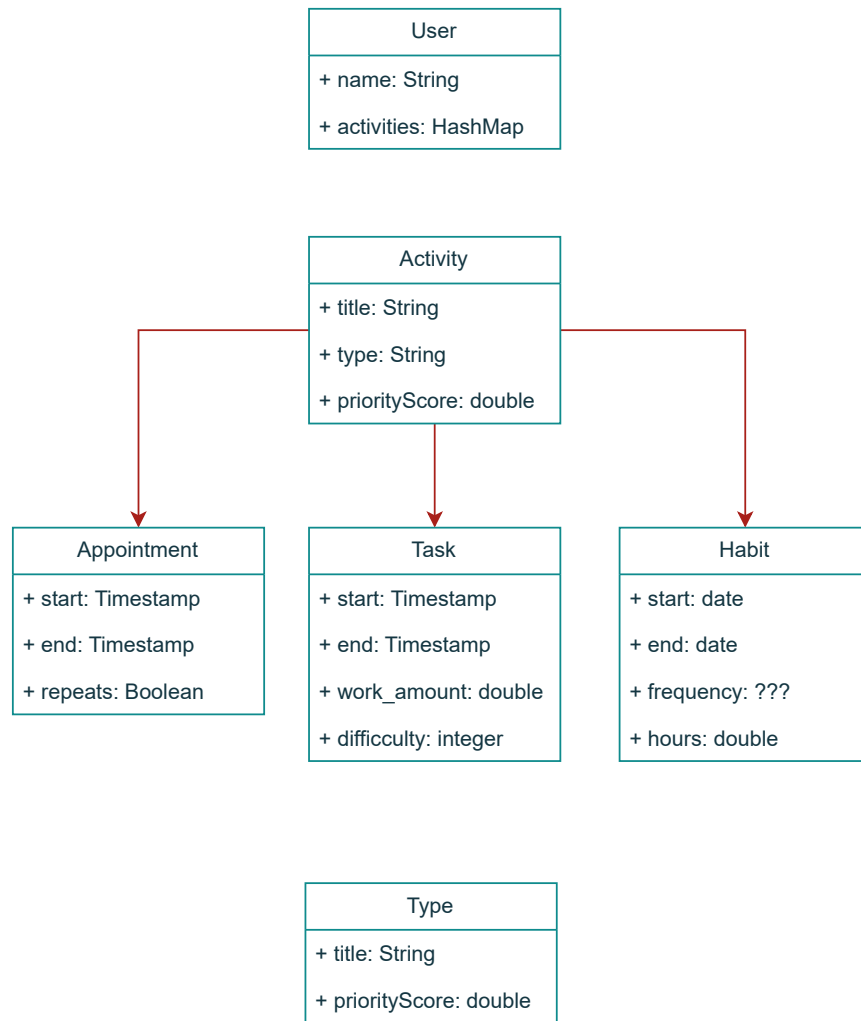 User
+ name: String
+ activities: HashMap
Activity
+ title: String
+ type: String
+ priorityScore: double
Appointment
+ start: Timestamp
+ end: Timestamp
+ repeats: Boolean
Task
+ start: Timestamp
+ end: Timestamp
+ work_amount: double
+ difficculty: integer
Habit
+ start: date
+ end: date
+ frequency: ???
+ hours: double
Type
+ title: String
+ priorityScore: double